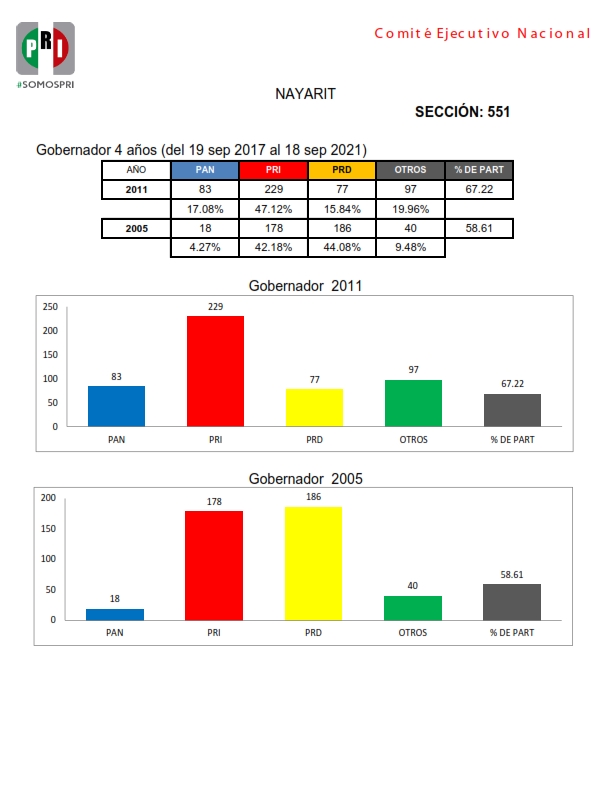 Comité Ejecutivo Nacional
PRI
#SOMOSPRI
NAYARIT
SECCIÓN: 551
Gobernador 4 años (del 19 sep 2017 al 18 sep 2021)
AÑO PAN PRI PRD OTROS % DE PART
2011 83 229 77 97 67.22
17.08% 47.12% 15.84% 19.96%
2005 18 178 186 40 58.61
4.27% 42.18% 44.08% 9.48%
Gobernador 2011
250
200
150
100
50
0
83 229 77 97 67.22
PAN PRI PRD OTROS % DE PART
Gobernador 2005
200
150
100
50
0
18 178 186 40 58.61
PAN PRI PRD OTROS % DE PART